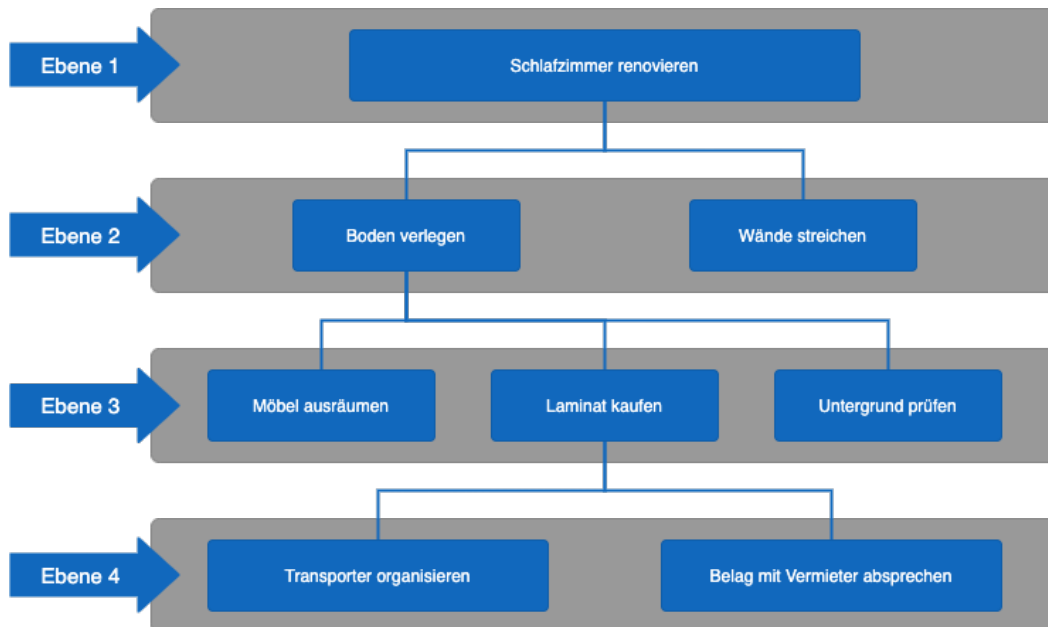 Ebene 1
Schlafzimmer renovieren
Ebene 2
Boden verlegen
Wände streichen
Ebene 3
Möbel ausräumen
Laminat kaufen
Untergrund prüfen
Ebene 4
Transporter organisieren
Belag mit Vermieter absprechen